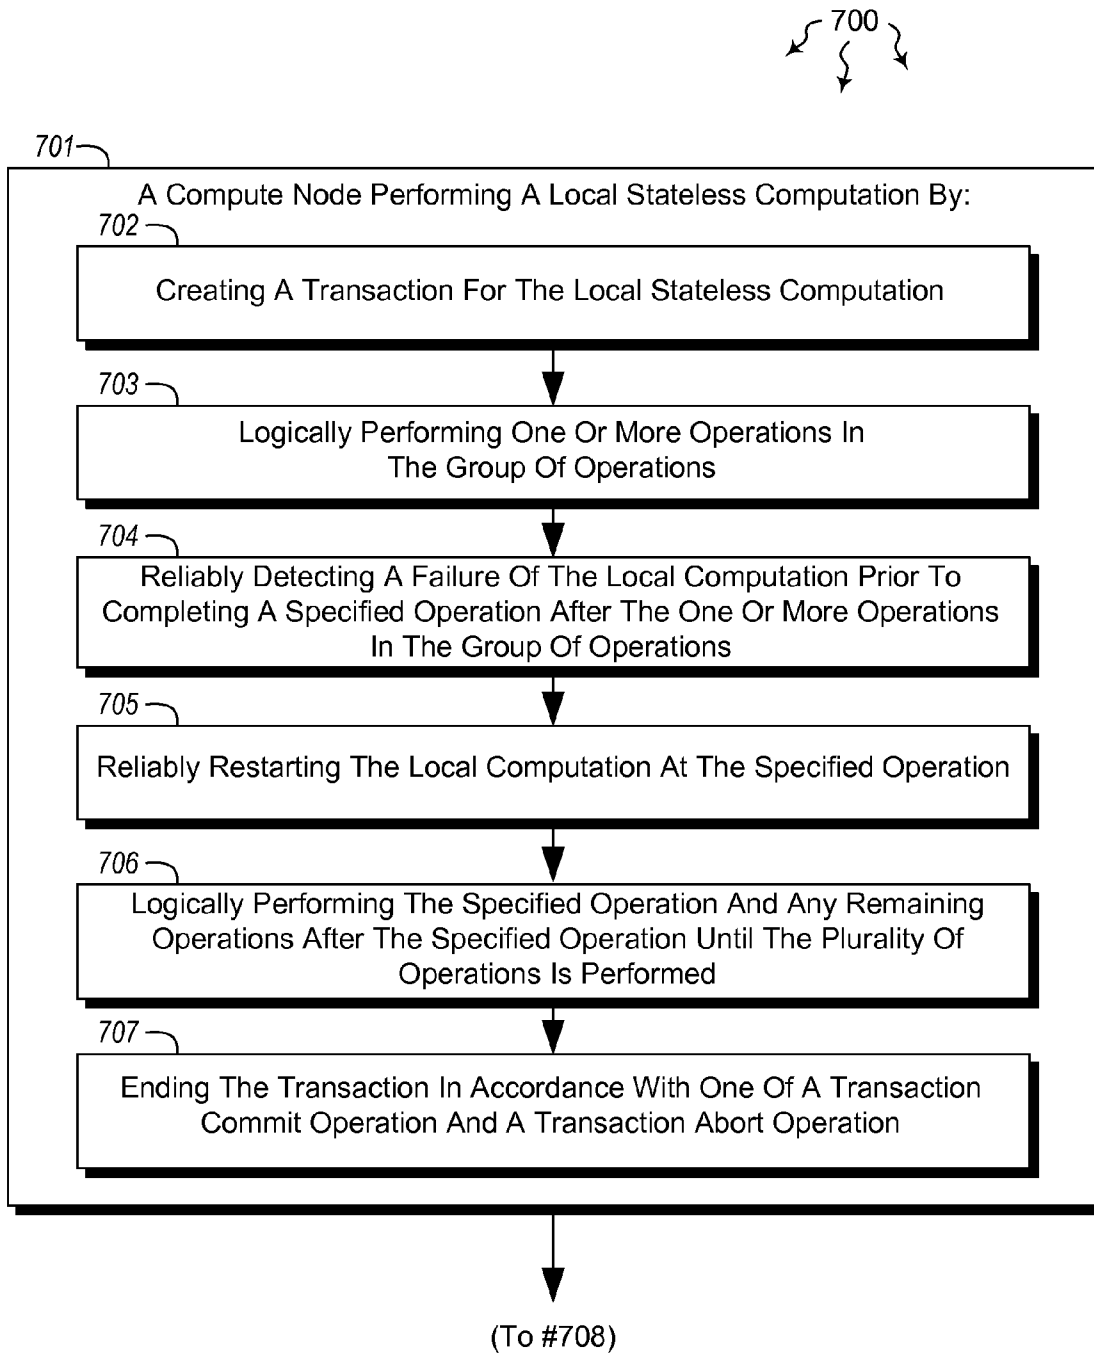 700
701
A Compute Node Performing A Local Stateless Computation By:
702
Creating A Transaction For The Local Stateless Computation
703
Logically Performing One Or More Operations In
The Group Of Operations
704
Reliably Detecting A Failure Of The Local Computation Prior To
Completing A Specified Operation After The One Or More Operations
In The Group Of Operations
705
Reliably Restarting The Local Computation At The Specified Operation
706
Logically Performing The Specified Operation And Any Remaining
Operations After The Specified Operation Until The Plurality Of
Operations Is Performed
707
Ending The Transaction In Accordance With One Of A Transaction
Commit Operation And A Transaction Abort Operation
(To #708)